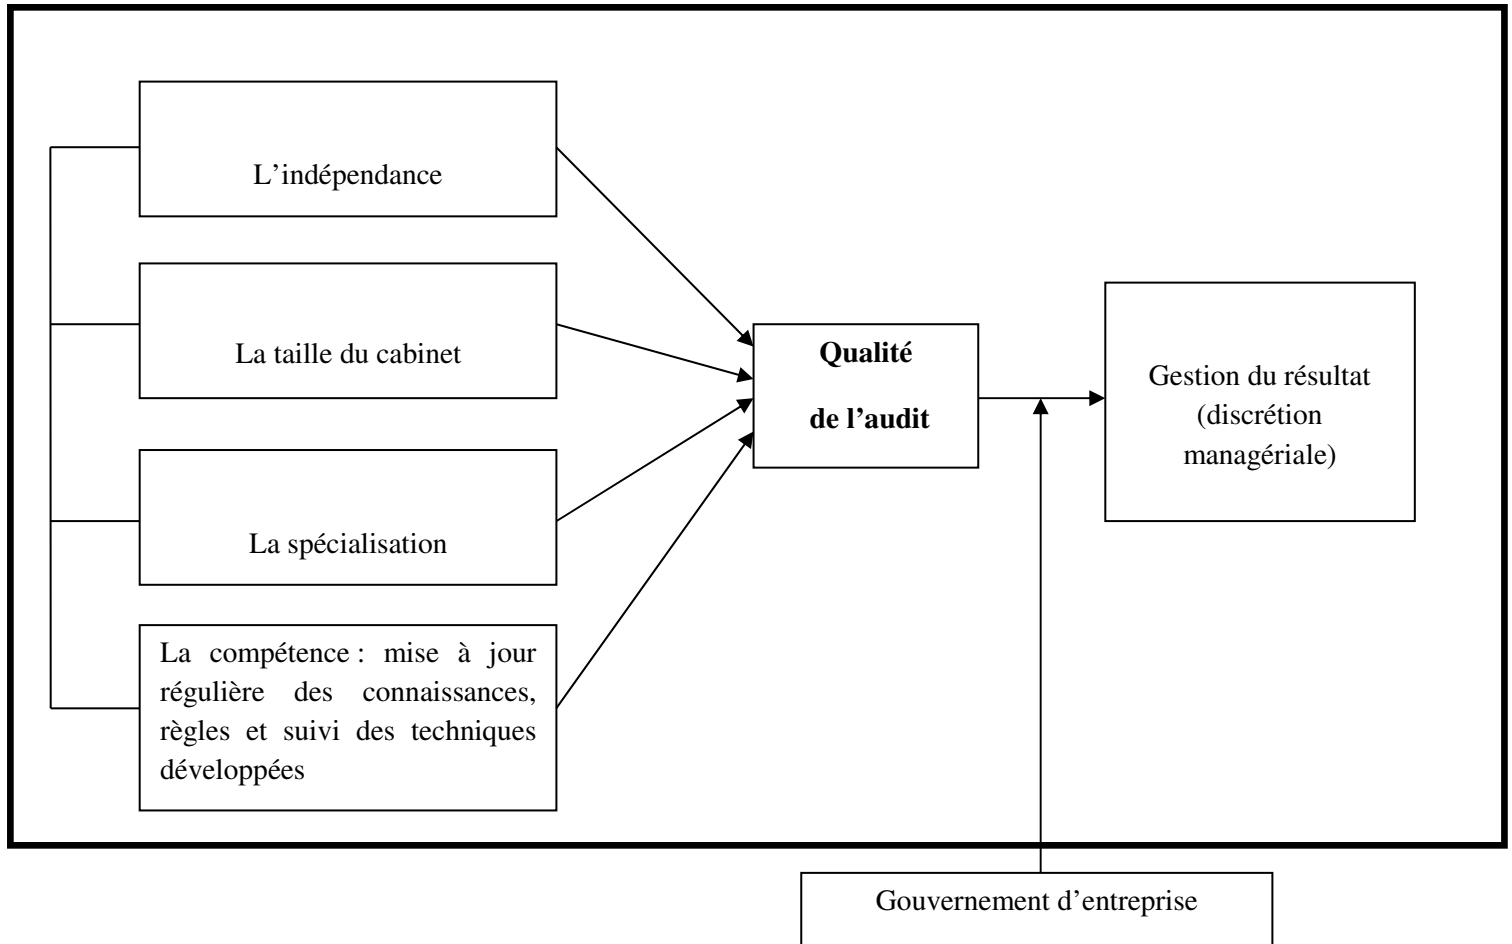 L’indépendance
La taille du cabinet
La spécialisation
La compétence : mise à jour
régulière des connaissances,
règles et suivi des techniques
développées
Qualité
de l’audit
Gestion du résultat
(discrétion
managériale)
Gouvernement d’entreprise